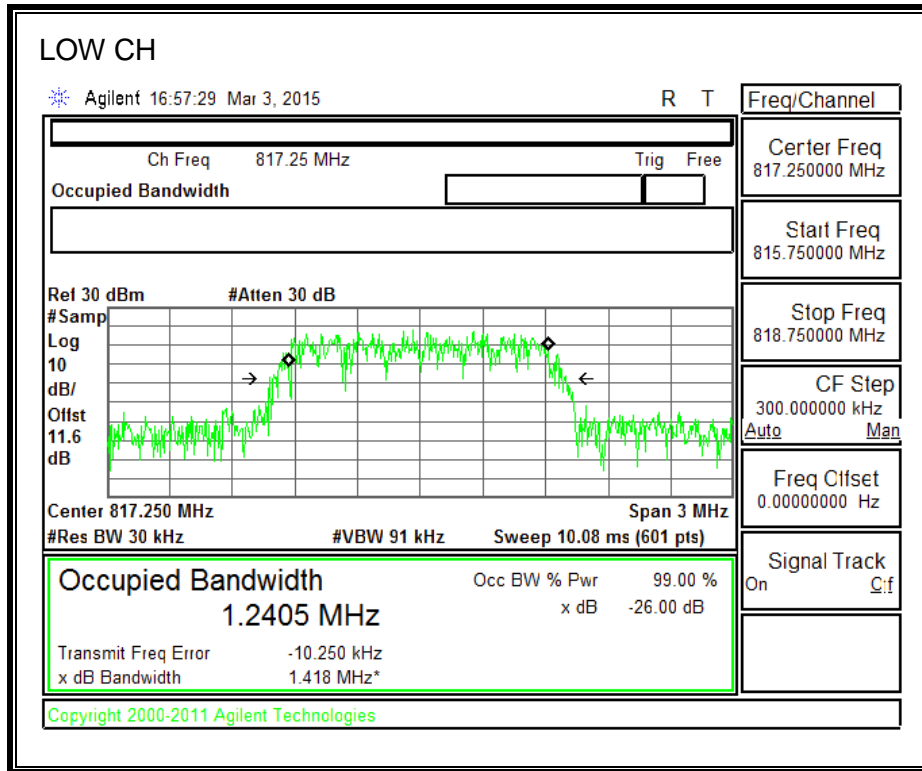 LOW CH
Agilent 16:57:29 Mar 3, 2015 R T
Freq/Channel
Ch Freq 817.25 MHz Trig Free
Occupied Bandwidth
Center Freq
817.250000 MHz
Start Freq
815.750000 MHz
Stop Freq
818.750000 MHz
CF Step
300.000000 kHz
Auto Man
Freq Offset
0.00000000 Hz
Signal Track
On Off
Ref 30 dBm #Atten 30 dB
#Samp
Log
10
dB/
Offst
11.6
dB
Center 817.250 MHz Span 3 MHz
#Res BW 30 kHz #VBW 91 kHz Sweep 10.08 ms (601 pts)
Occupied Bandwidth Occ BW % Pwr 99.00 %
1.2405 MHz x dB -26.00 dB
Transmit Freq Error -10.250 kHz
x dB Bandwidth 1.418 MHz*
Copyright 2000-2011 Agilent Technologies